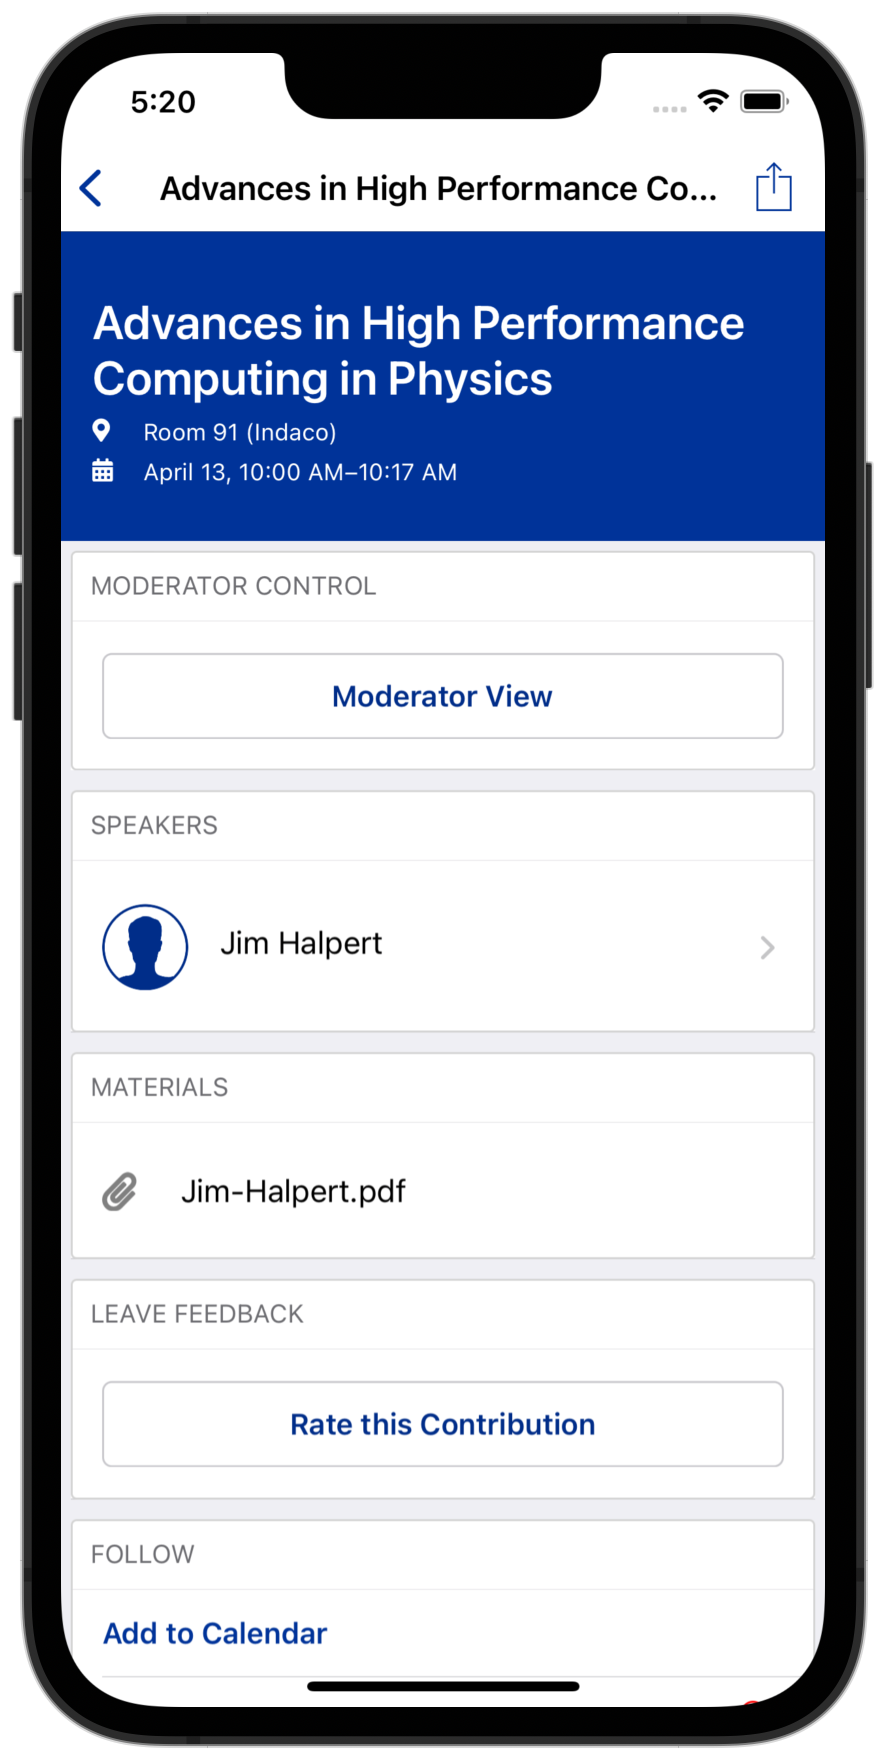 5:20
Advances in High Performance Co...
Advances in High Performance
Computing in Physics
Room 91 (Indaco)
April 13, 10:00 AM–10:17 AM
MODERATOR CONTROL
Moderator View
SPEAKERS
Jim Halpert
MATERIALS
Jim-Halpert.pdf
LEAVE FEEDBACK
Rate this Contribution
FOLLOW
Add to Calendar